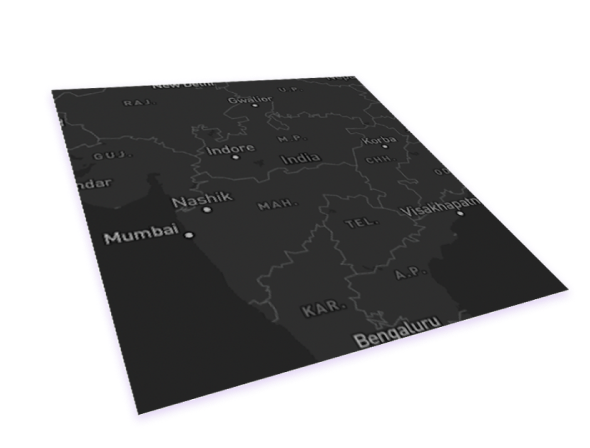 New Delhi
U.P.
RAJ.
Gwalior
M.P.
Korba
Indore
GUJ.
India
CHH.
ndar
Nashik
MAH.
Visakhapatn
TEL.
Mumbai
A.P.
KAR.
Bengaluru